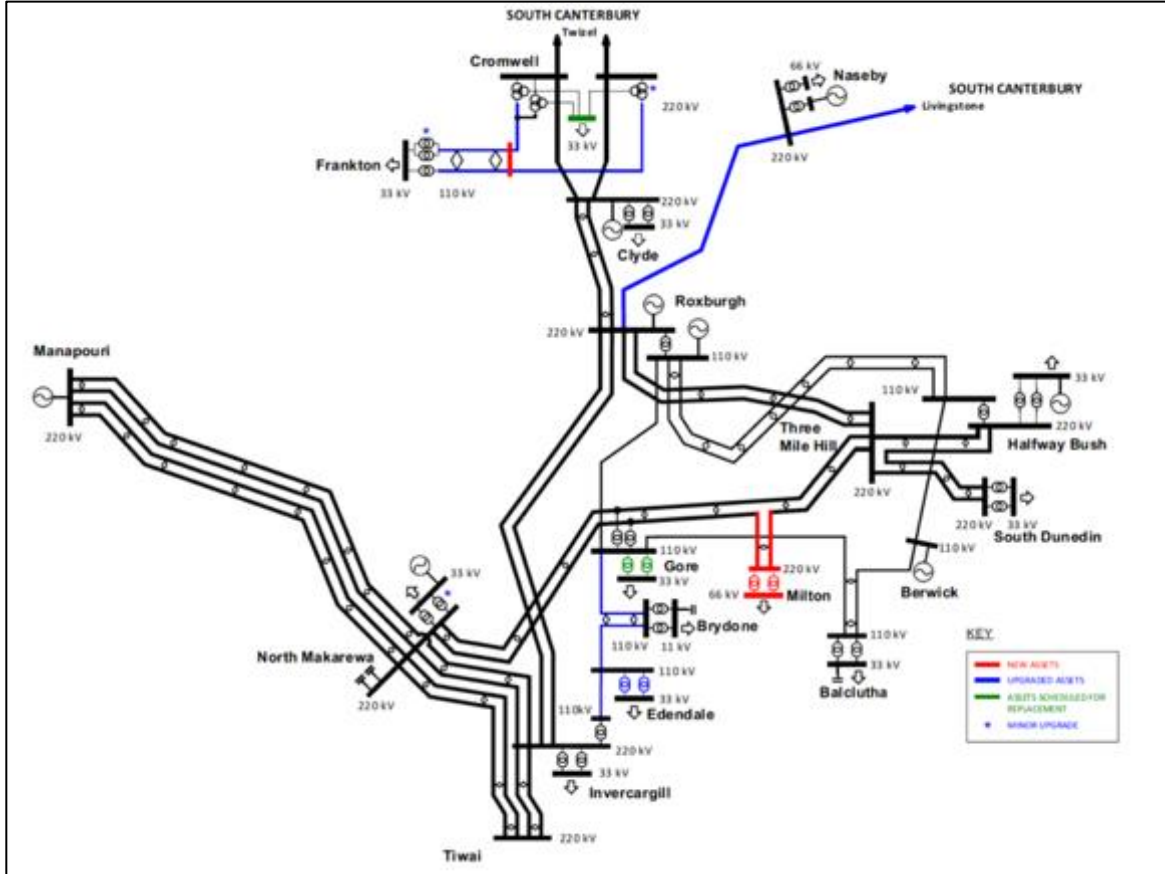 SOUTH CANTERBURY
Twizel
Cromwell
220 kV
33 kV
66 kV
Naseby
SOUTH CANTERBURY
Livingstone
220 kV
Frankton
33 kV
110 kV
220 kV
33 kV
Clyde
Roxburgh
220 kV
110 kV
Manapouri
220 kV
110 kV
33 kV
Three
Mile Hill
220 kV
Halfway Bush
220 kV
220 kV
33 kV
South Dunedin
110 kV
Berwick
110 kV
Gore
33 kV
220 kV
66 kV
Milton
33 kV
North Makarewa
220 kV
Brydone
110 kV
11 kV
110 kV
33 kV
Balclutha
110 kV
33 kV
Edendale
110kV
220 kV
33 kV
Invercargill
220 kV
Tiwai
KEY
NEW ASSETS
UPGRADED ASSETS
ASSETS SCHEDULED FOR
REPLACEMENT
* MINOR UPGRADE